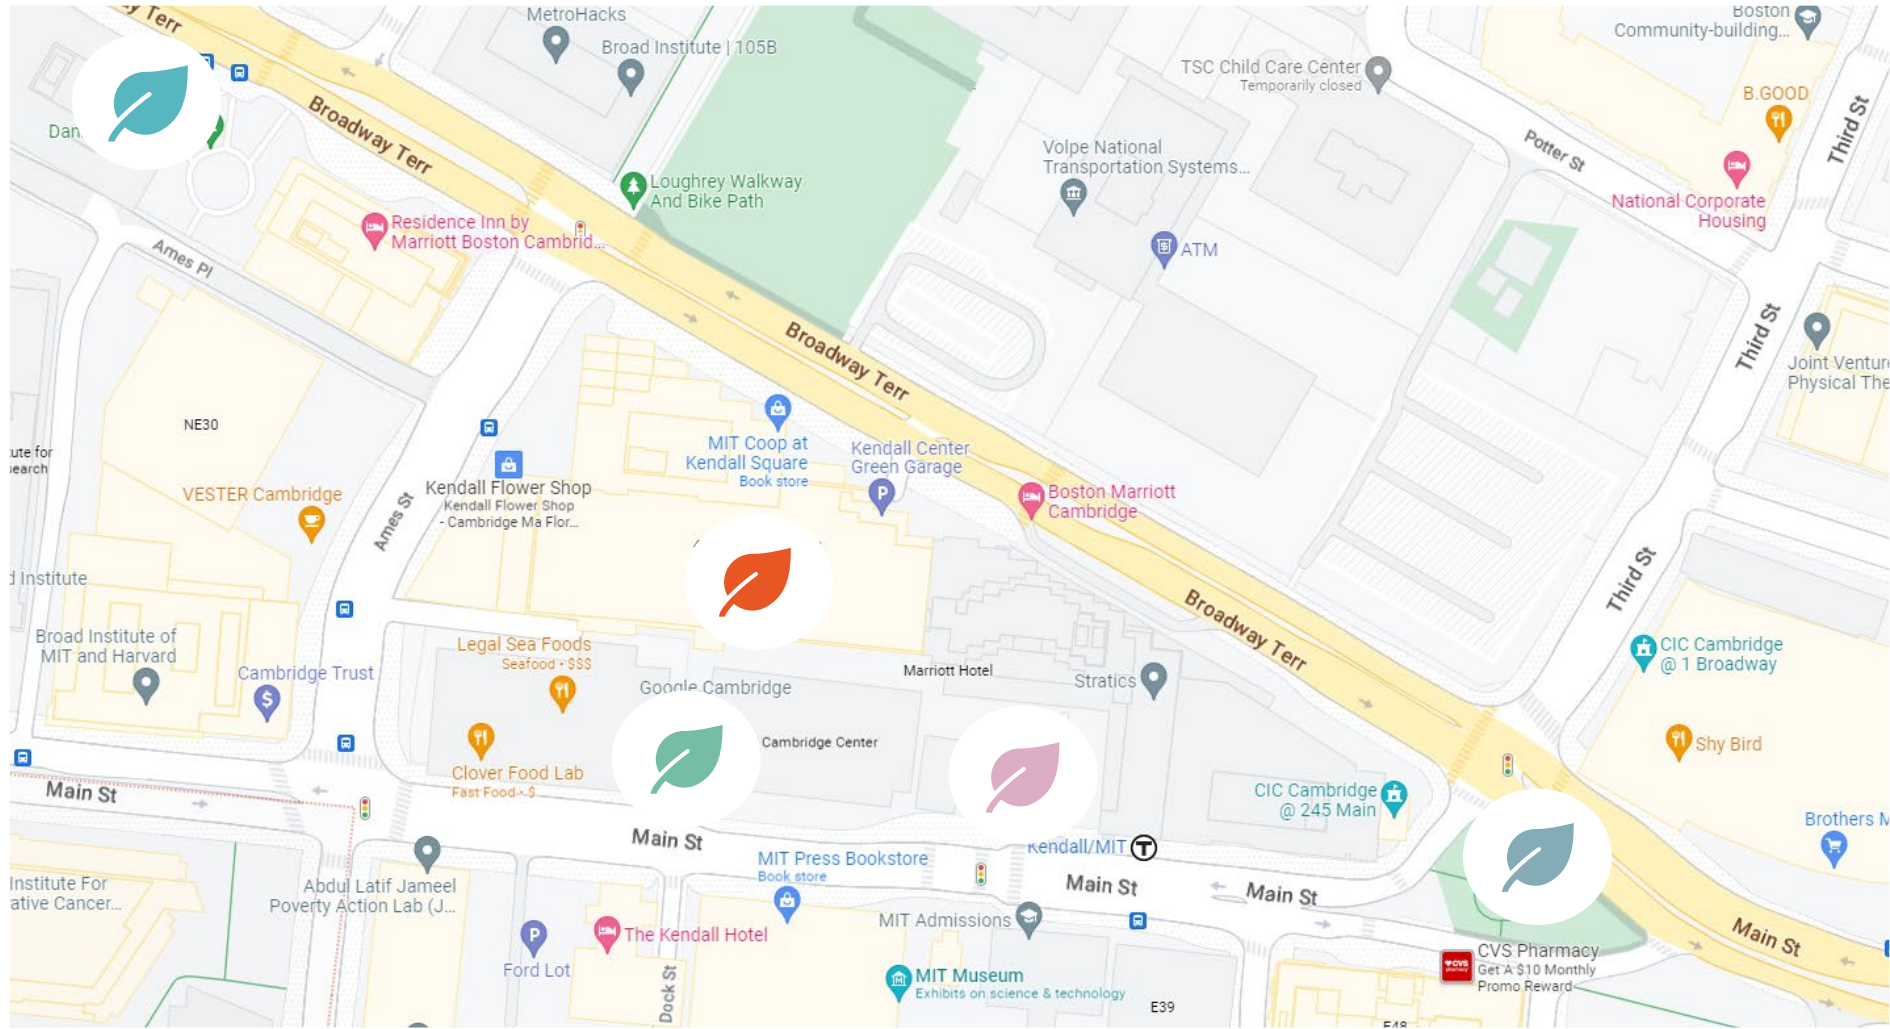 y Terr
MetroHacks
Broad Institute | 105B
Boston
Community-building...
TSC Child Care Center
Temporarily closed
B.GOOD
Third St
Dan
Broadway Terr
Volpe National
Transportation Systems...
Potter St
Loughrey Walkway
And Bike Path
National Corporate
Housing
Residence Inn by
Marriott Boston Cambrid...
Ames Pl
ATM
Broadway Terr
Third St
Joint Ventur
Physical The
NE30
MIT Coop at
Kendall Square
Book store
Kendall Center
Green Garage
P
ute for
search
VESTER Cambridge
Kendall Flower Shop
Kendall Flower Shop
- Cambridge Ma Flor...
Ames St
Boston Marriott
Cambridge
d Institute
Third St
Broadway Terr
Broad Institute of
MIT and Harvard
Cambridge Trust
$
Legal Sea Foods
Seafood · $$$
Google Cambridge
Marriott Hotel
Stratics
CIC Cambridge
@ 1 Broadway
Cambridge Center
Shy Bird
Clover Food Lab
Fast Food · $
Main St
CIC Cambridge
@ 245 Main
Brothers M
Main St
Kendall/MIT
T
MIT Press Bookstore
Book store
Main St
Main St
Institute For
ative Cancer...
Abdul Latif Jameel
Poverty Action Lab (J...
MIT Admissions
The Kendall Hotel
P
Ford Lot
Main St
CVS Pharmacy
Get A $10 Monthly
Promo Reward
CVS
pharmacy
MIT Museum
Exhibits on science & technology
Dock St
E39
E48